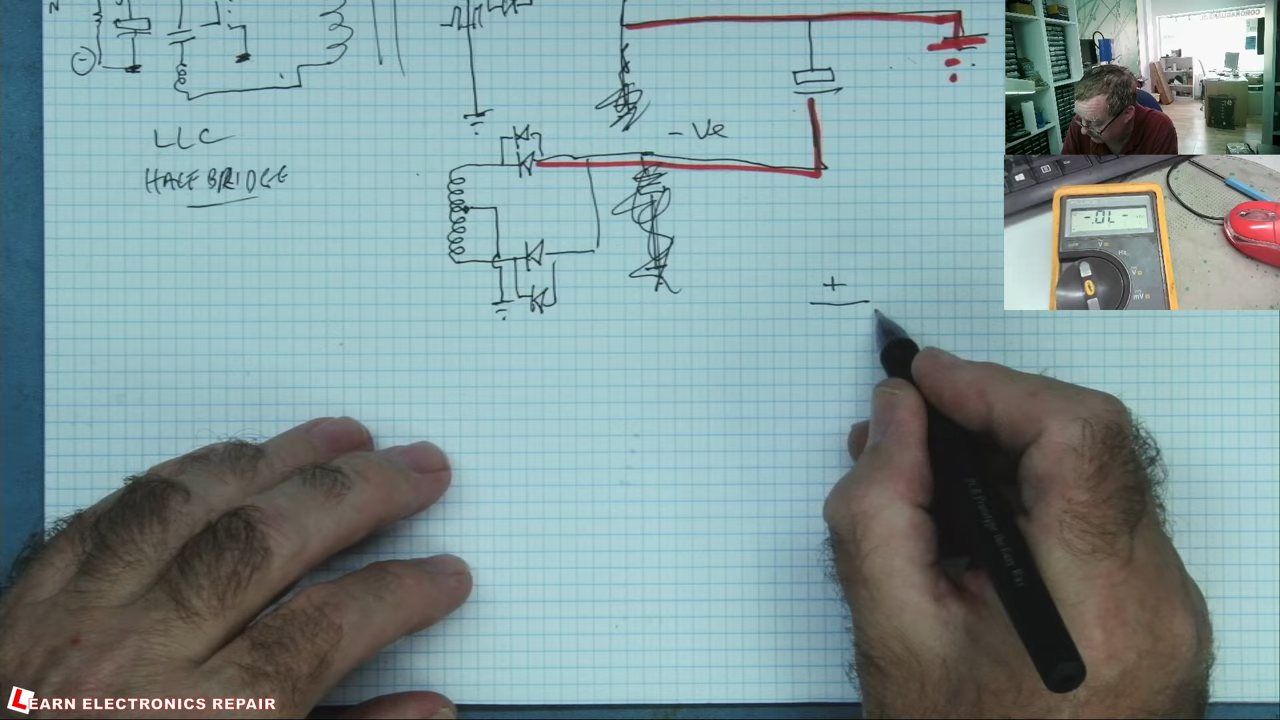 -Ve
LLC
HALF BRIDGE
+
-.OL-
LEARN ELECTRONICS REPAIR